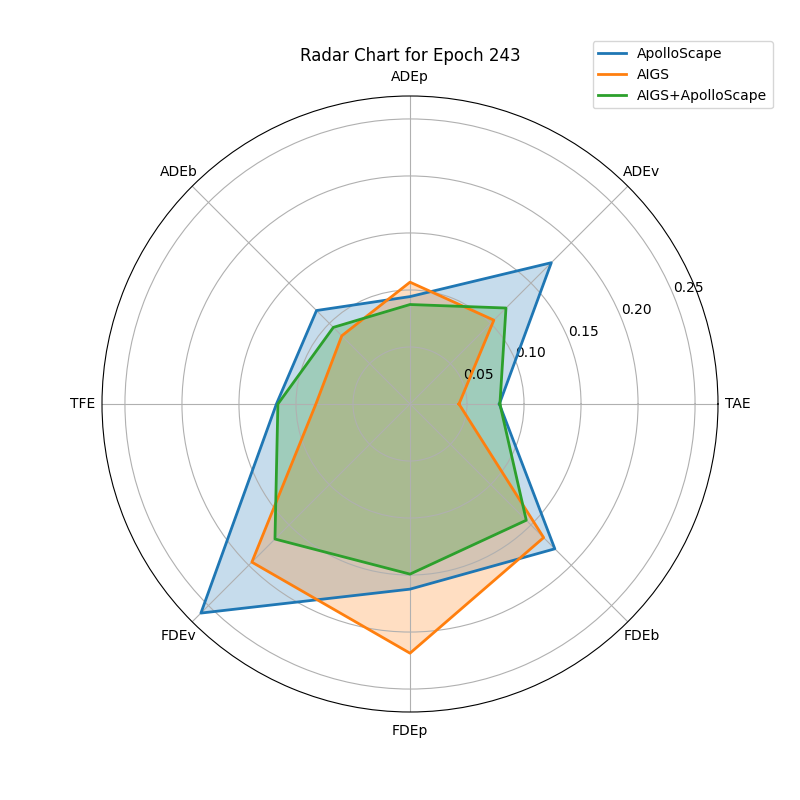 Radar Chart for Epoch 243
ApolloScape
AIGS
AIGS+ApolloScape
ADEp
ADEb
ADEv
0.25
0.20
0.15
0.10
0.05
TFE
TAE
FDEv
FDEb
FDEp